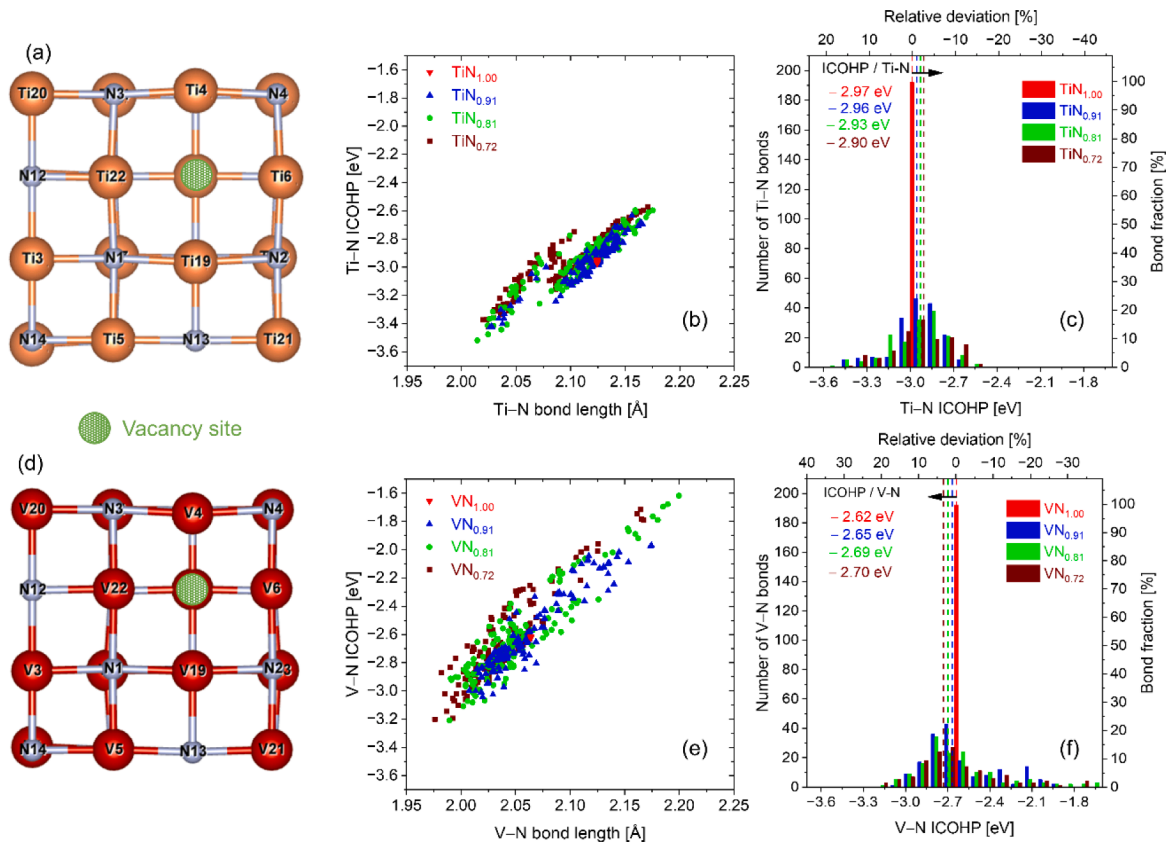 (a)
Ti20
N3
Ti4
N4
N12
Ti22
Ti6
Ti3
N1
Ti19
N2
N14
Ti5
N13
Ti21
−1.6
−1.8
−2.0
−2.2
−2.4
−2.6
−2.8
−3.0
−3.2
−3.4
−3.6
Ti–N ICOHP [eV]
TiN1.00
TiN0.91
TiN0.81
TiN0.72
(b)
1.95 2.00 2.05 2.10 2.15 2.20 2.25
Ti–N bond length [Å]
Relative deviation [%]
20 10 0 −10 −20 −30 −40
200
180
160
140
120
100
80
60
40
20
0
Number of Ti–N bonds
ICOHP / Ti-N
− 2.97 eV
− 2.96 eV
− 2.93 eV
− 2.90 eV
TiN1.00
TiN0.91
TiN0.81
TiN0.72
(c)
100
90
80
70
60
50
40
30
20
10
0
Bond fraction [%]
−3.6 −3.3 −3.0 −2.7 −2.4 −2.1 −1.8
Ti–N ICOHP [eV]
Vacancy site
(d)
V20
N3
V4
N4
N12
V22
V6
V3
N1
V19
N23
N14
V5
N13
V21
−1.6
−1.8
−2.0
−2.2
−2.4
−2.6
−2.8
−3.0
−3.2
−3.4
−3.6
V–N ICOHP [eV]
VN1.00
VN0.91
VN0.81
VN0.72
(e)
1.95 2.00 2.05 2.10 2.15 2.20 2.25
V–N bond length [Å]
Relative deviation [%]
40 30 20 10 0 −10 −20 −30
200
180
160
140
120
100
80
60
40
20
0
Number of V–N bonds
ICOHP / V-N
− 2.62 eV
− 2.65 eV
− 2.69 eV
− 2.70 eV
VN1.00
VN0.91
VN0.81
VN0.72
(f)
100
90
80
70
60
50
40
30
20
10
0
Bond fraction [%]
−3.6 −3.3 −3.0 −2.7 −2.4 −2.1 −1.8
V–N ICOHP [eV]